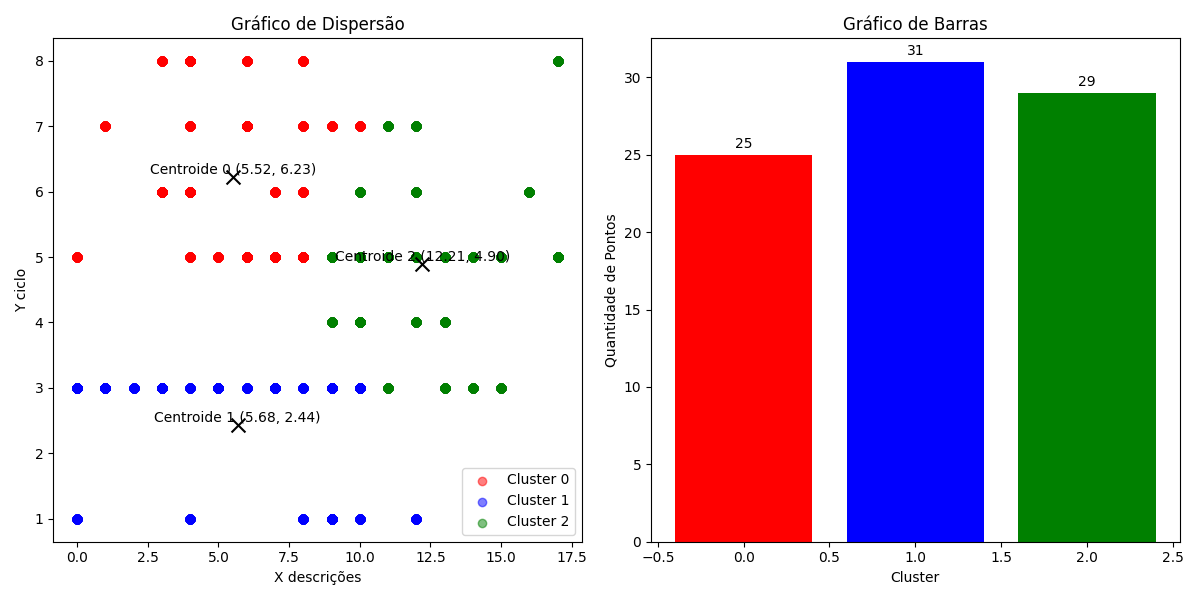 Gráfico de Dispersão
8
7
6
5
4
3
2
1
Y ciclo
Centroide 0 (5.52, 6.23)
Centroide 2 (12.21, 4.90)
Centroide 1 (5.68, 2.44)
Cluster 0
Cluster 1
Cluster 2
0.0 2.5 5.0 7.5 10.0 12.5 15.0 17.5
X descrições
Gráfico de Barras
30
25
20
15
10
5
0
Quantidade de Pontos
25
31
29
−0.5 0.0 0.5 1.0 1.5 2.0 2.5
Cluster